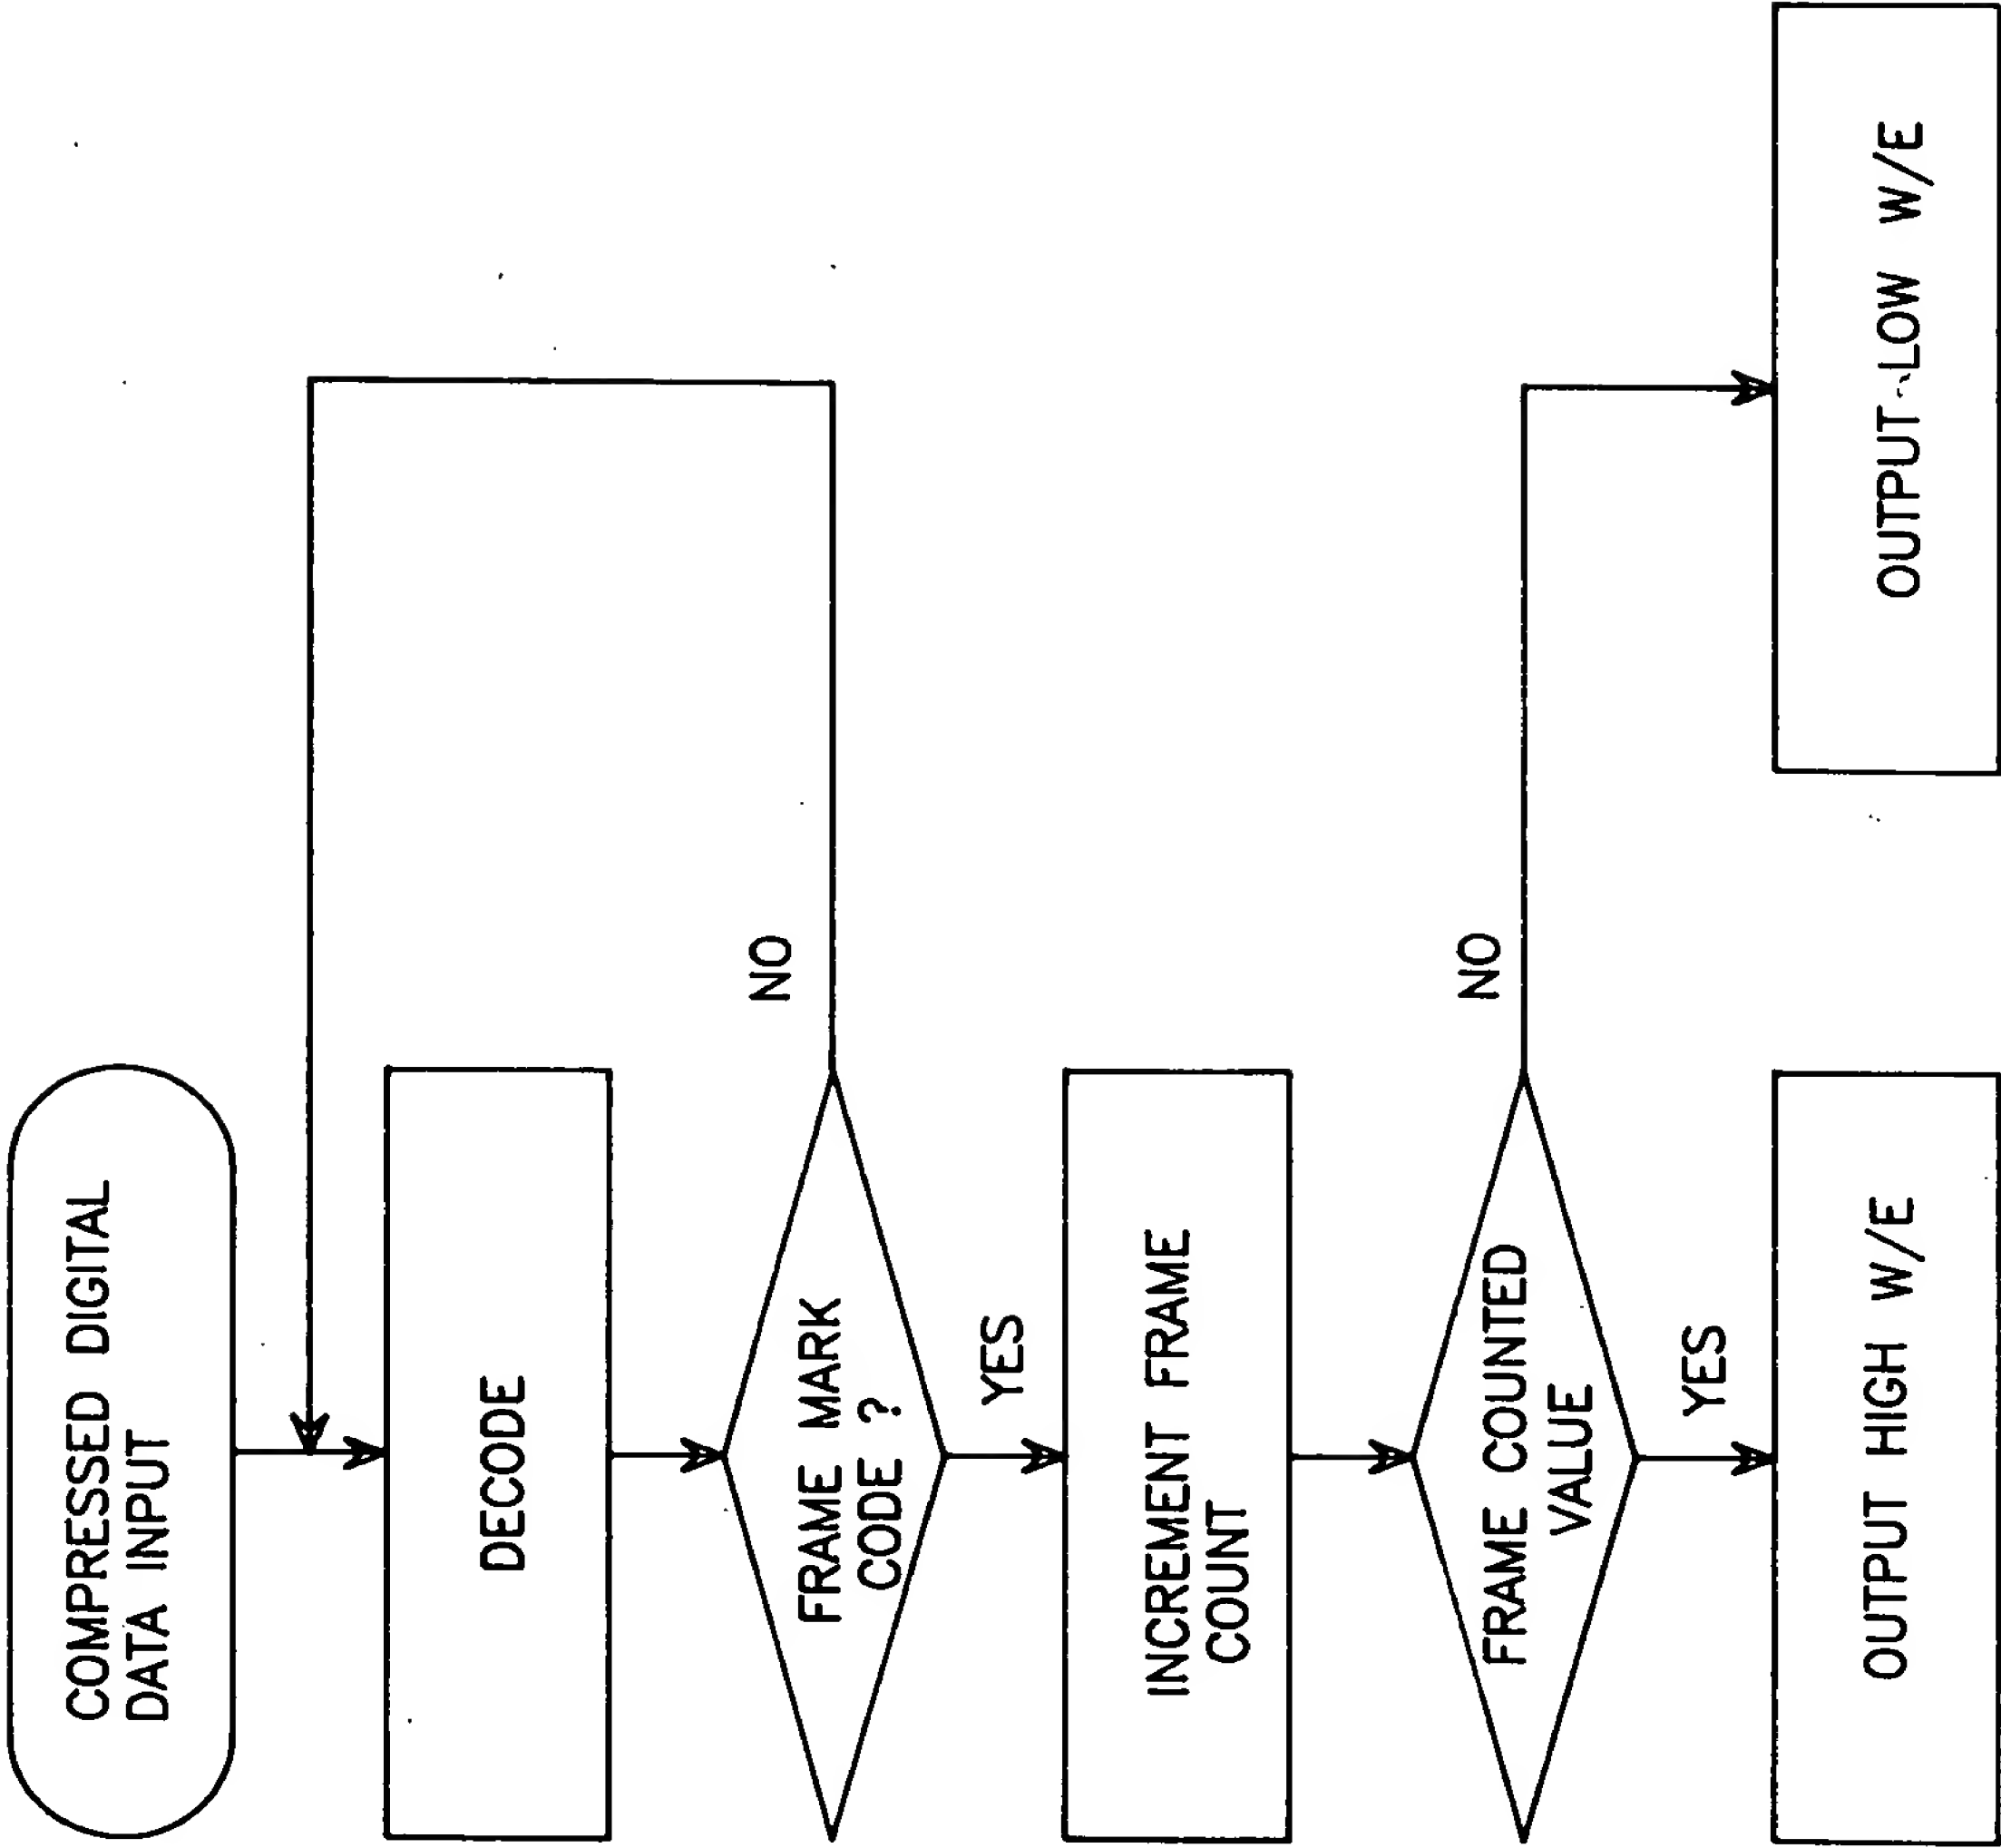 COMPRESSED DIGITAL
DATA INPUT
DECODE
FRAME MARK
CODE ?
NO
YES
INCREMENT FRAME
COUNT
FRAME COUNTED
VALUE
NO
YES
OUTPUT HIGH W/E
OUTPUT LOW W/E